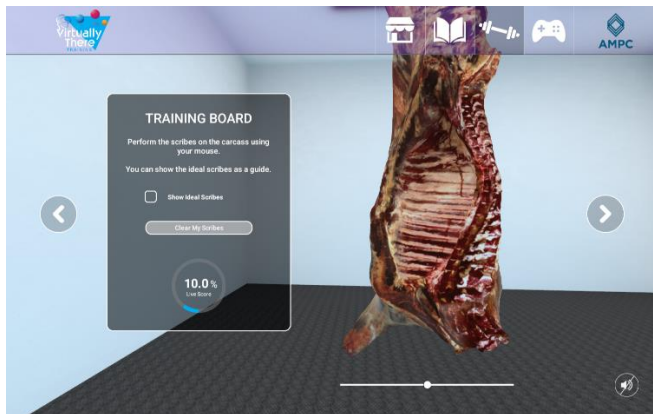 Virtually
There
AMPC
TRAINING BOARD
Perform the scribes on the carcass using
your mouse.
You can show the ideal scribes as a guide.
Show Ideal Scribes
Clear My Scribes
10.0 %
Live Score